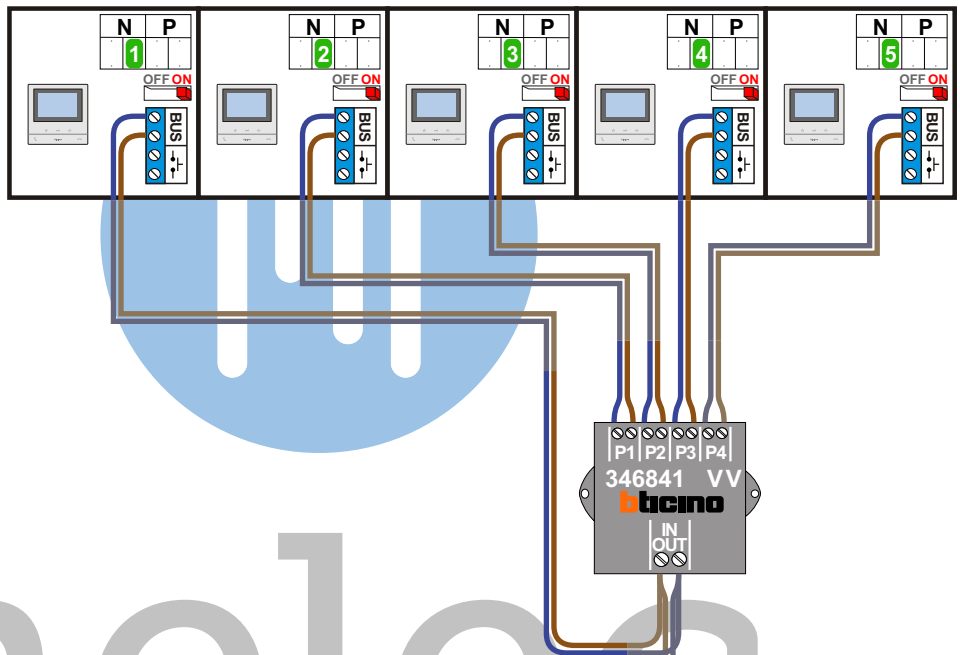 N P N P N P N P N P
1 2 3 4 5
OFF ON OFF ON OFF ON OFF ON OFF ON
BUS BUS BUS BUS BUS
P1 P2 P3 P4
346841 VV
bticino
IN
OUT